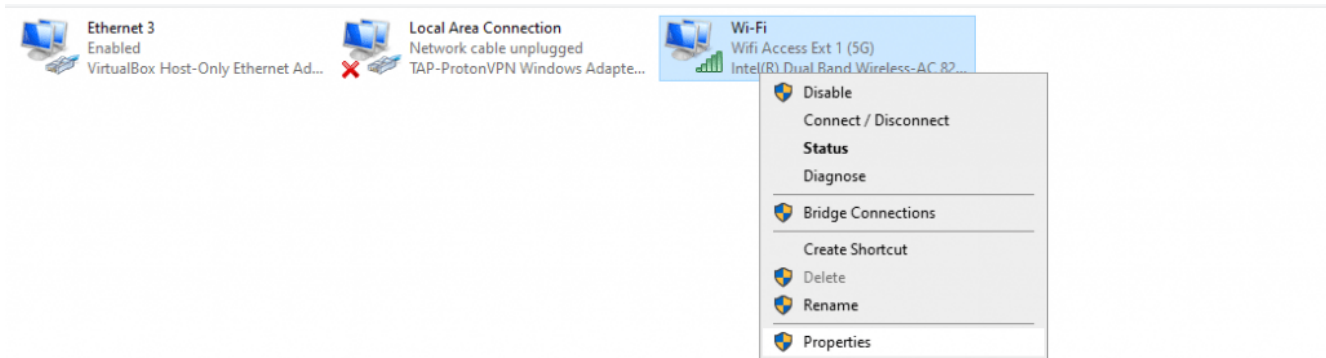 Ethernet 3
Enabled
VirtualBox Host-Only Ethernet Ad...
Local Area Connection
Network cable unplugged
TAP-ProtonVPN Windows Adapte...
Wi-Fi
Wifi Access Ext 1 (5G)
Intel(R) Dual Band Wireless-AC 82...
Disable
Connect / Disconnect
Status
Diagnose
Bridge Connections
Create Shortcut
Delete
Rename
Properties